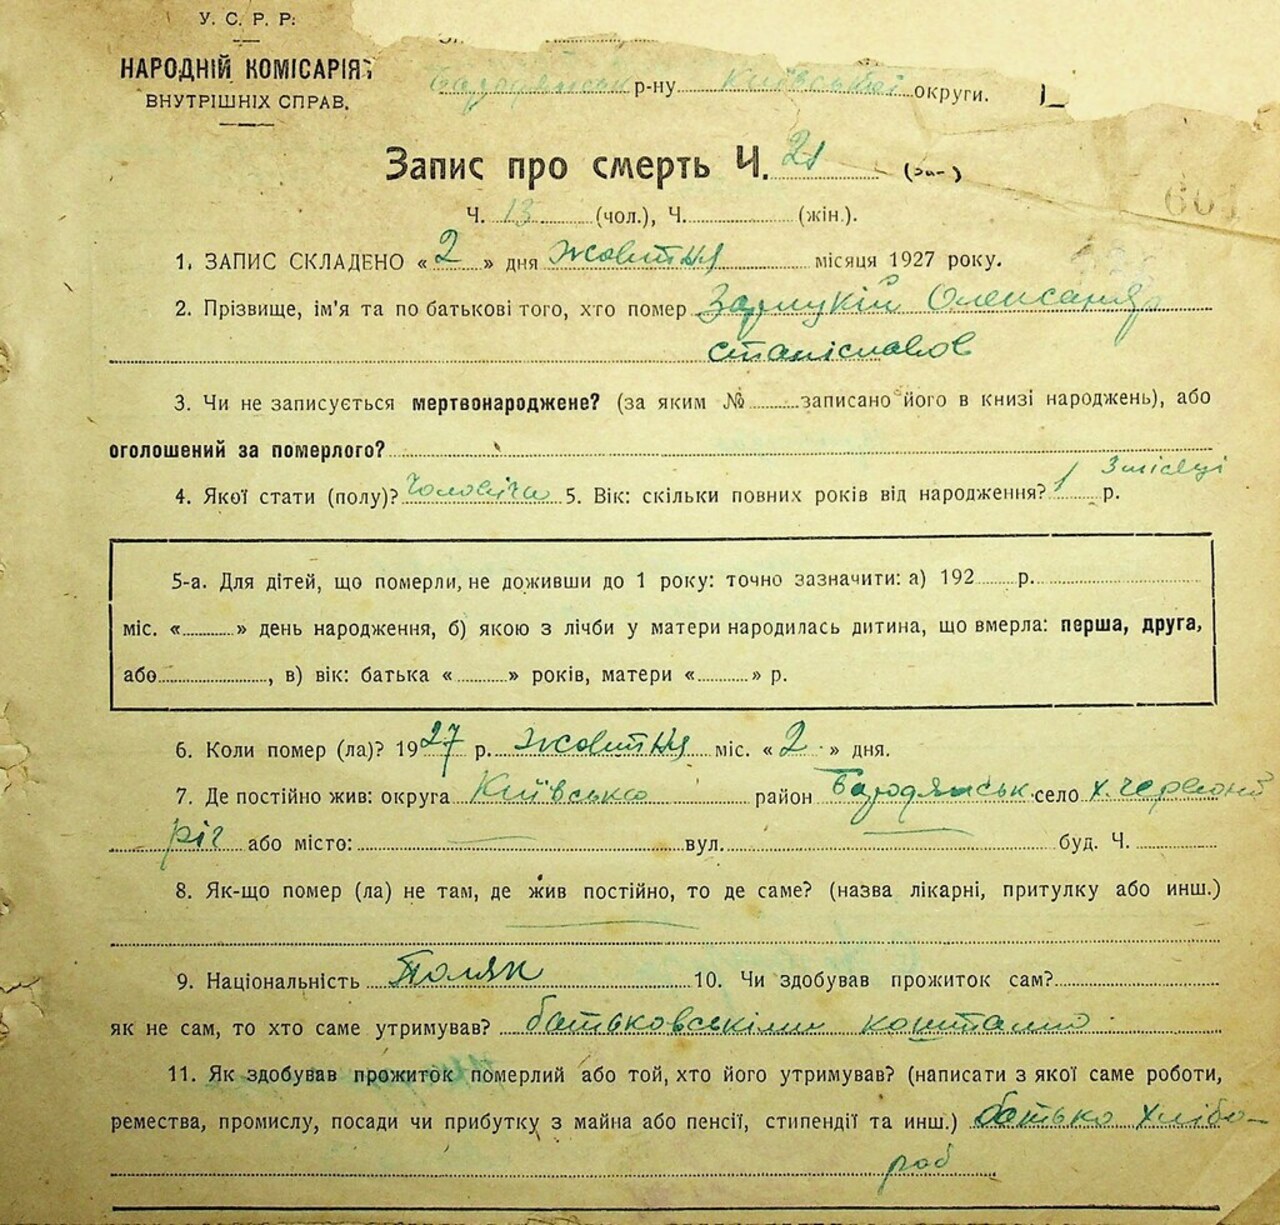 У. С. Р. Р.
НАРОДНІЙ КОМІСАРІЯТ
ВНУТРІШНІХ СПРАВ.
р-ну Київської округи.
Запис про смерть Ч. 21
Ч. 13 (чол.), Ч. (жін.).
1. ЗАПИС СКЛАДЕНО «2» дня Жовтня місяця 1927 року.
2. Прізвище, ім'я та по батькові того, хто помер Олександр
Станіславов
3. Чи не записується мертвонароджене? (за яким № записано його в книзі народжень), або
оголошений за померлого?
3 місяці
4. Якої стати (полу)? Чоловіча 5. Вік: скільки повних років від народження? 1 р.
5-а. Для дітей, що померли, не доживши до 1 року: точно зазначити: а) 192 р.
міс. « » день народження, б) якою з лічби у матери народилась дитина, що вмерла: перша, друга,
або , в) вік: батька « » років, матери « » р.
6. Коли помер (ла)? 1927 р. Жовтня міс. «2» дня.
7. Де постійно жив: округа Київська район Бародянськ село х. Червоний
ріг або місто: вул. буд. Ч.
8. Як-що помер (ла) не там, де жив постійно, то де саме? (назва лікарні, притулку або инш.)
9. Національність Поляк 10. Чи здобував прожиток сам?
як не сам, то хто саме утримував? батьковськіми коштами
11. Як здобував прожиток померлий або той, хто його утримував? (написати з якої саме роботи,
ремества, промислу, посади чи прибутку з майна або пенсії, стипендії та инш.) батько хлібо-
роб